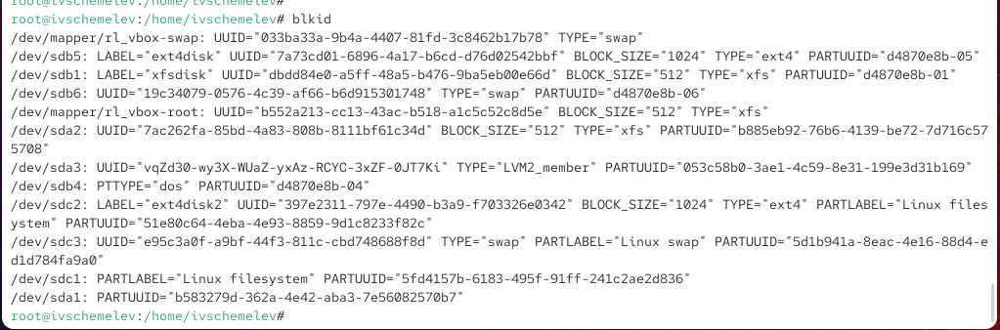 root@ivschemelev:/home/ivschemelev#
root@ivschemelev:/home/ivschemelev# blkid
/dev/mapper/rl_vbox-swap: UUID="033ba33a-9b4a-4407-81fd-3c8462b17b78" TYPE="swap"
/dev/sdb5: LABEL="ext4disk" UUID="7a73cd01-6896-4a17-b6cd-d76d02542bbf" BLOCK_SIZE="1024" TYPE="ext4" PARTUUID="d4870e8b-05"
/dev/sdb1: LABEL="xfsdisk" UUID="dbdd84e0-a5ff-48a5-b476-9ba5eb00e66d" BLOCK_SIZE="512" TYPE="xfs" PARTUUID="d4870e8b-01"
/dev/sdb6: UUID="19c34079-0576-4c39-af66-b6d915301748" TYPE="swap" PARTUUID="d4870e8b-06"
/dev/mapper/rl_vbox-root: UUID="b552a213-cc13-43ac-b518-a1c5c52c8d5e" BLOCK_SIZE="512" TYPE="xfs"
/dev/sda2: UUID="7ac262fa-85bd-4a83-808b-8111bf61c34d" BLOCK_SIZE="512" TYPE="xfs" PARTUUID="b885eb92-76b6-4139-be72-7d716c57
5708"
/dev/sda3: UUID="vqZd30-wy3X-WUaZ-yxAz-RCYC-3xZF-0JT7Ki" TYPE="LVM2_member" PARTUUID="053c58b0-3ae1-4c59-8e31-199e3d31b169"
/dev/sdb4: PTTYPE="dos" PARTUUID="d4870e8b-04"
/dev/sdc2: LABEL="ext4disk2" UUID="397e2311-797e-4490-b3a9-f703326e0342" BLOCK_SIZE="1024" TYPE="ext4" PARTLABEL="Linux files
ystem" PARTUUID="51e80c64-4eba-4e93-8859-9d1c8233f82c"
/dev/sdc3: UUID="e95c3a0f-a9bf-44f3-811c-cbd748688f8d" TYPE="swap" PARTLABEL="Linux swap" PARTUUID="5d1b941a-8eac-4e16-88d4-e
d1d784fa9a0"
/dev/sdc1: PARTLABEL="Linux filesystem" PARTUUID="5fd4157b-6183-495f-91ff-241c2ae2d836"
/dev/sda1: PARTUUID="b583279d-362a-4e42-aba3-7e56082570b7"
root@ivschemelev:/home/ivschemelev#